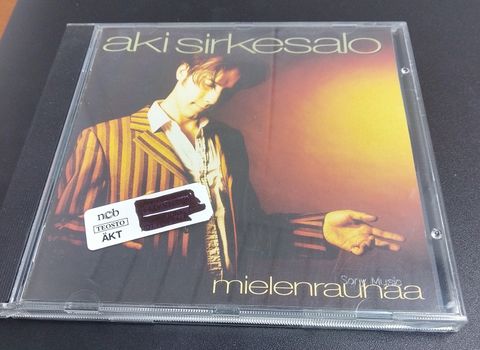 aki sirkesalo
ncb
TEOSTO
ÄKT
Sony Music
mielenrauhaa